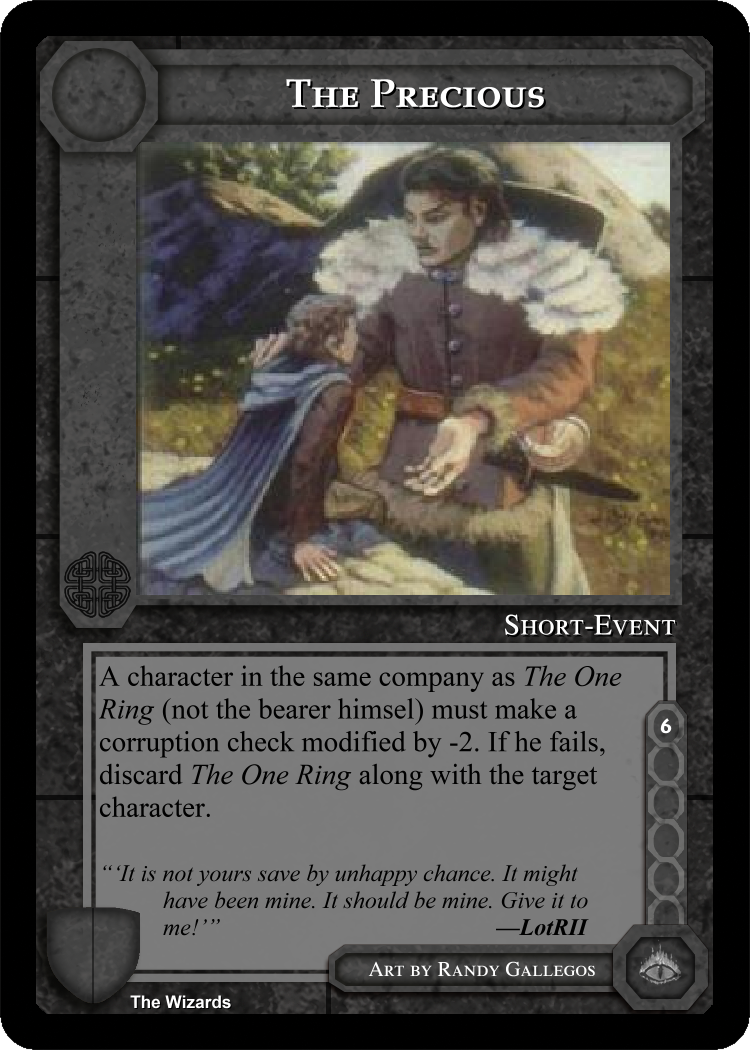 The Precious
Short-Event
A character in the same company as The One
Ring (not the bearer himsel) must make a
corruption check modified by -2. If he fails,
discard The One Ring along with the target
character.
6
“‘It is not yours save by unhappy chance. It might
have been mine. It should be mine. Give it to
me!’” —LotRII
Art by Randy Gallegos
The Wizards